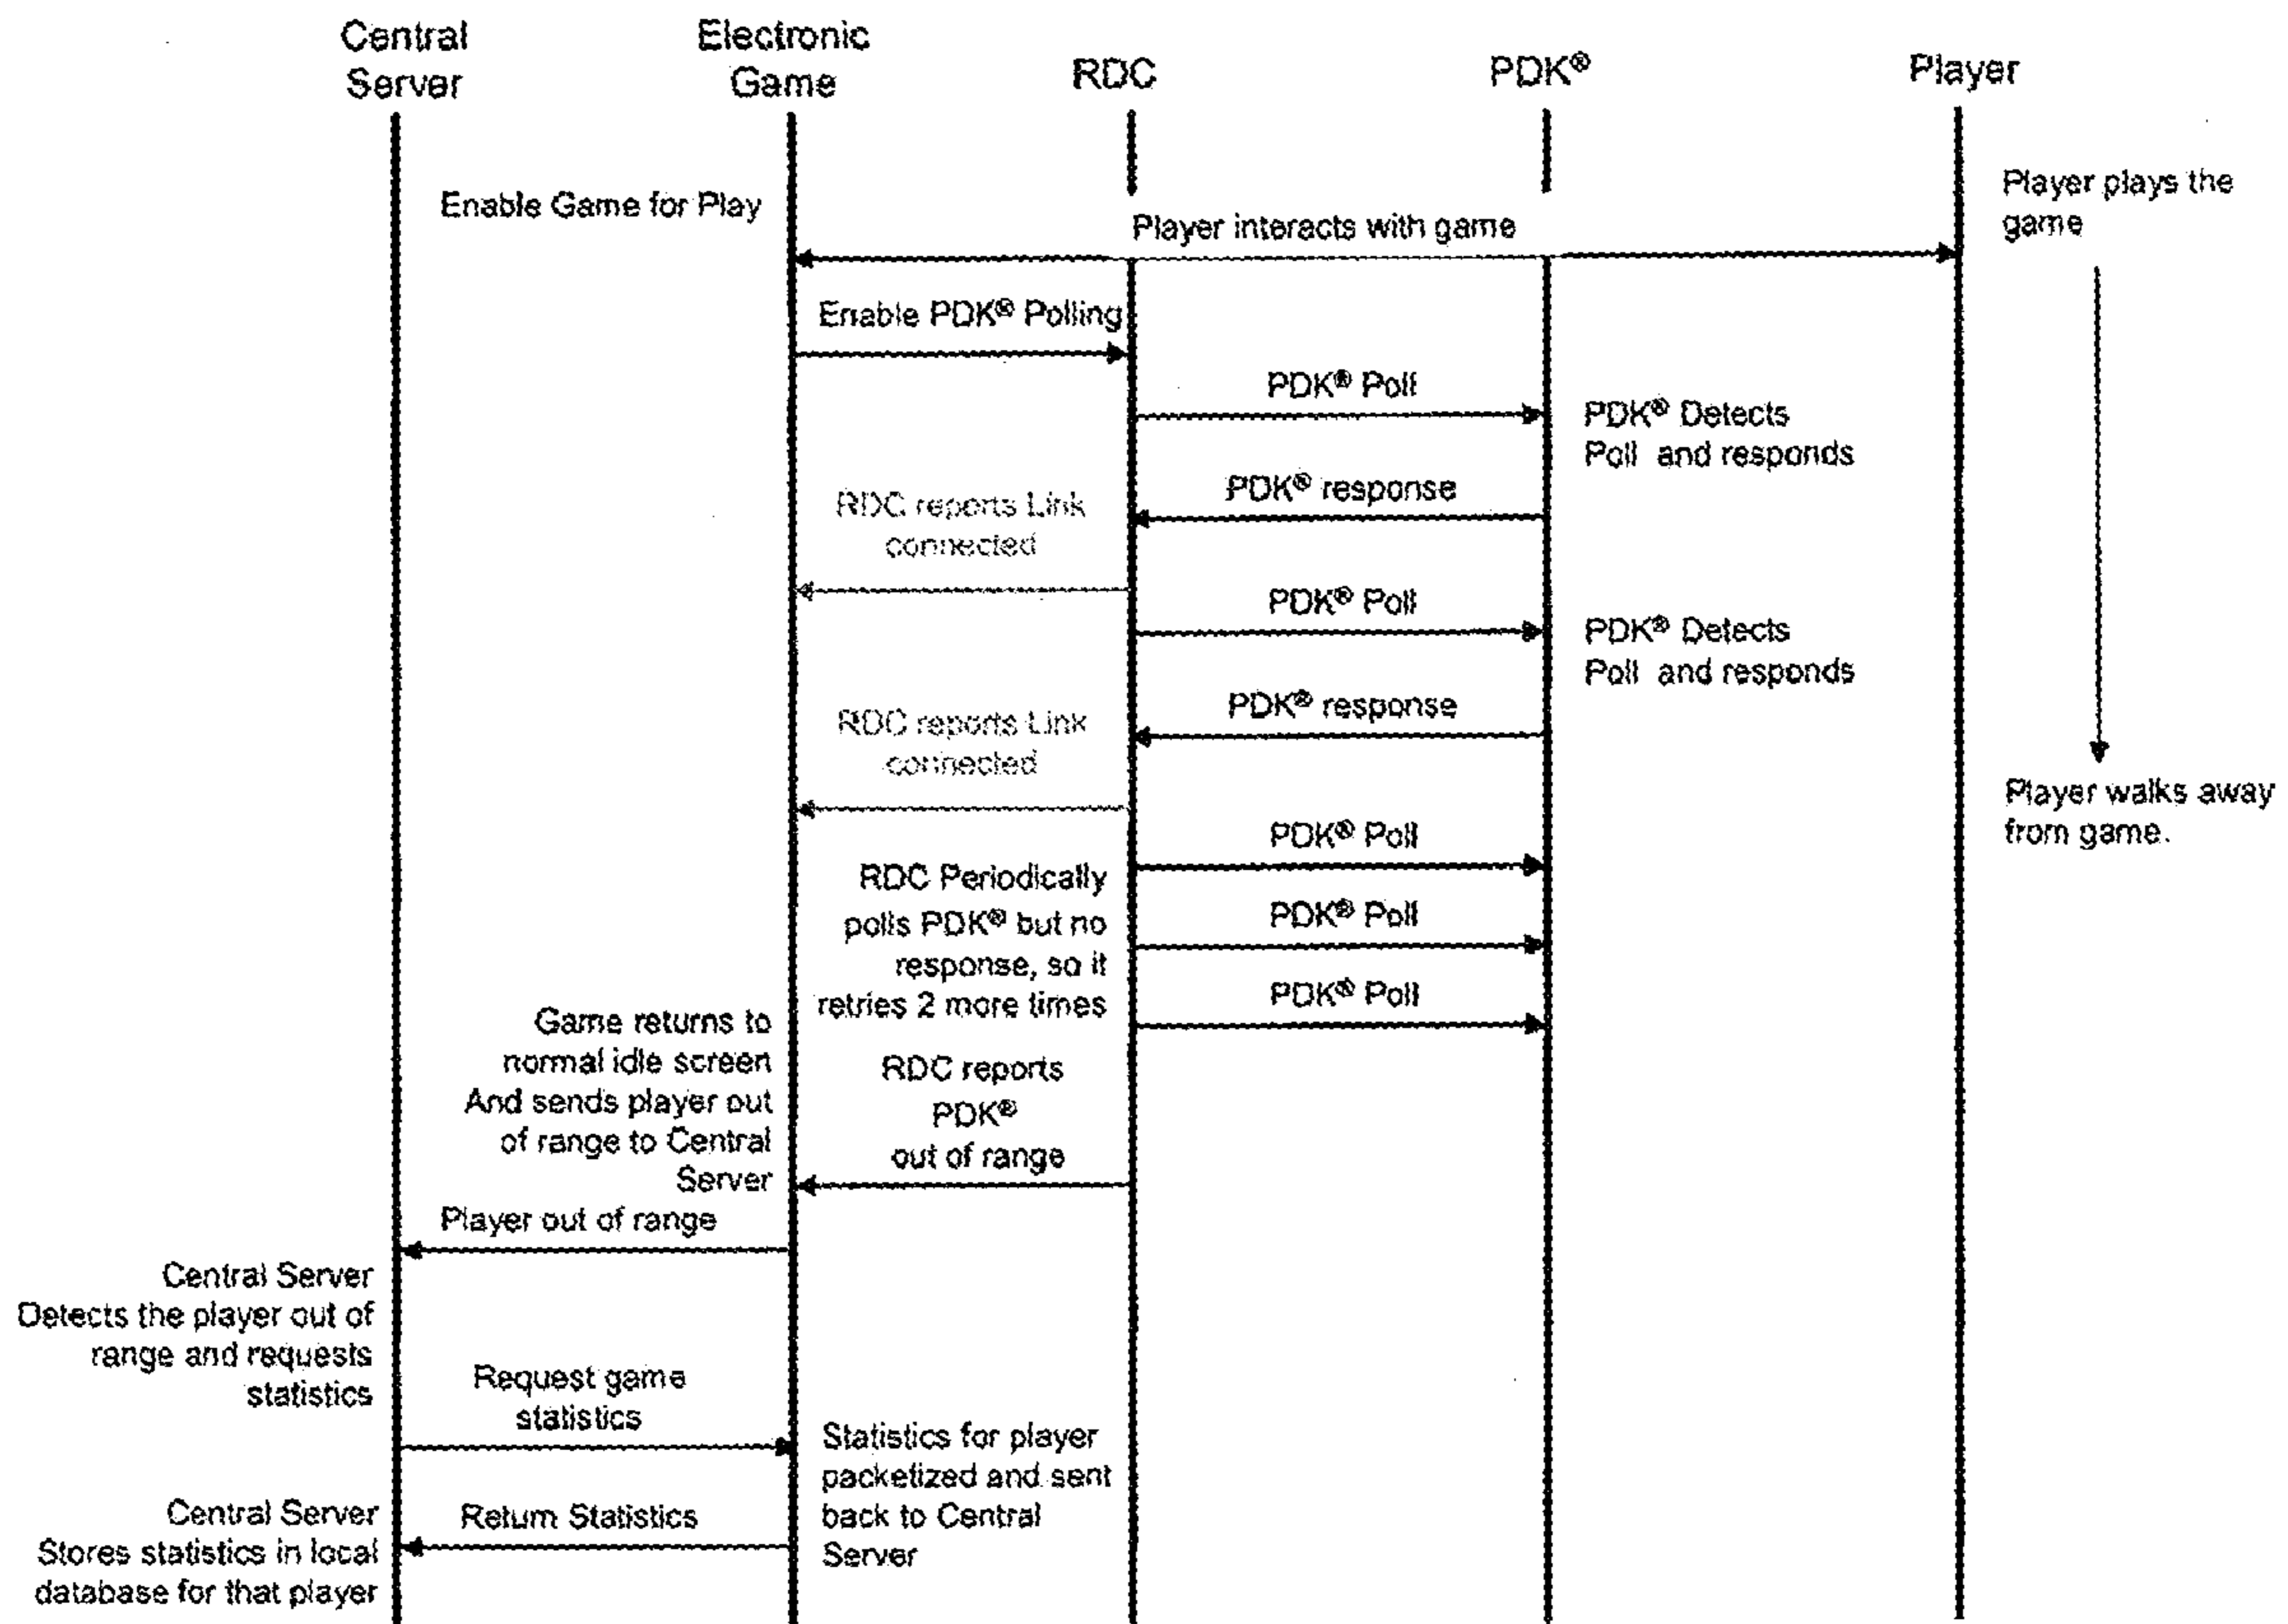 Central
Server
Electronic
Game
RDC
PDK®
Player
Enable Game for Play
Player interacts with game
Player plays the
game
Enable PDK® Polling
PDK® Poll
PDK® Detects
Poll and responds
PDK® response
RDC reports Link
connected
PDK® Poll
PDK® Detects
Poll and responds
PDK® response
RDC reports Link
connected
Player walks away
from game.
PDK® Poll
RDC Periodically
polls PDK® but no
response, so it
retries 2 more times
PDK® Poll
PDK® Poll
Game returns to
normal idle screen
And sends player out
of range to Central
Server
RDC reports
PDK®
out of range
Player out of range
Central Server
Detects the player out of
range and requests
statistics
Request game
statistics
Statistics for player
packetized and sent
back to Central
Server
Return Statistics
Central Server
Stores statistics in local
database for that player